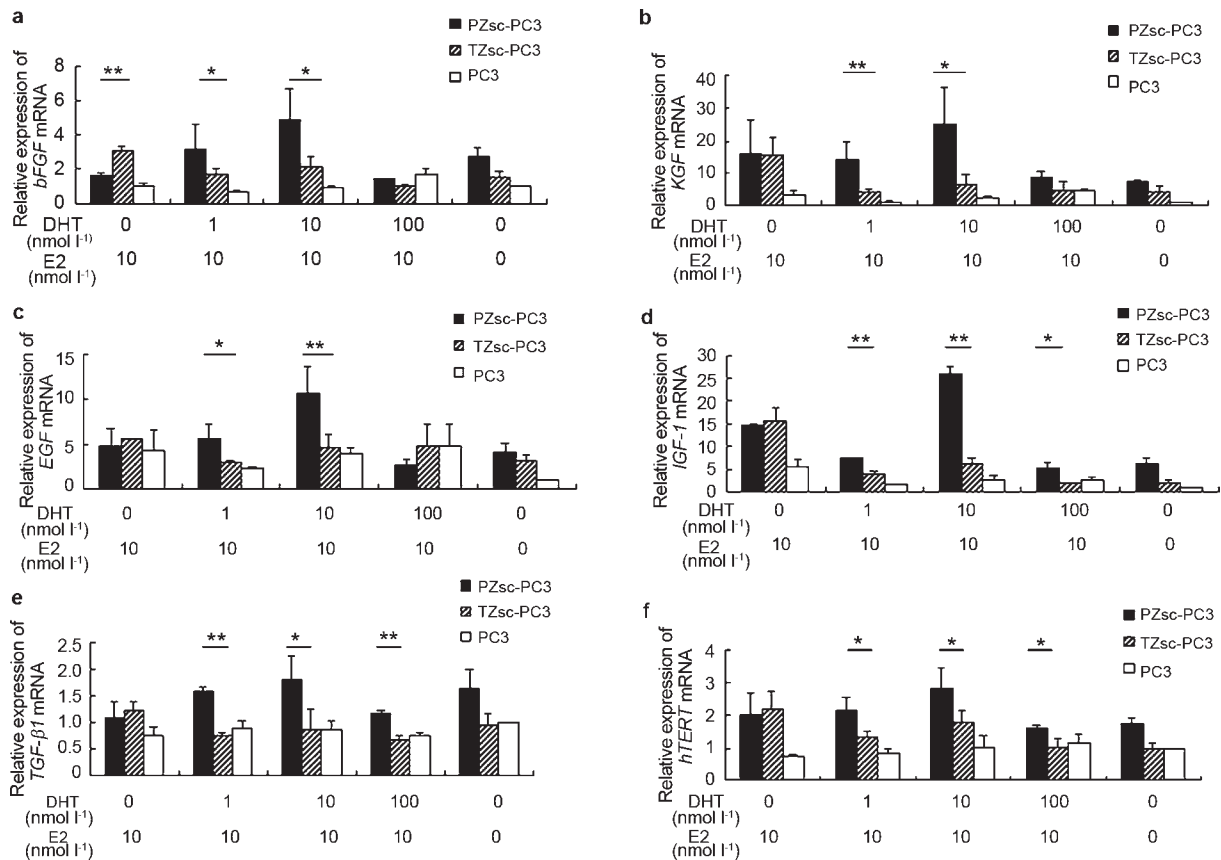 a
PZsc-PC3
TZsc-PC3
PC3
Relative expression of
bFGF mRNA
8
6
4
2
0
** * *
DHT 0 1 10 100 0
(nmol l⁻¹)
E2 10 10 10 10 0
(nmol l⁻¹)
b
PZsc-PC3
TZsc-PC3
PC3
Relative expression of
KGF mRNA
40
30
20
10
0
** *
DHT 0 1 10 100 0
(nmol l⁻¹)
E2 10 10 10 10 0
(nmol l⁻¹)
c
PZsc-PC3
TZsc-PC3
PC3
Relative expression of
EGF mRNA
15
10
5
0
* **
DHT 0 1 10 100 0
(nmol l⁻¹)
E2 10 10 10 10 0
(nmol l⁻¹)
d
PZsc-PC3
TZsc-PC3
PC3
Relative expression of
IGF-1 mRNA
30
25
20
15
10
5
0
** ** *
DHT 0 1 10 100 0
(nmol l⁻¹)
E2 10 10 10 10 0
(nmol l⁻¹)
e
PZsc-PC3
TZsc-PC3
PC3
Relative expression of
TGF-β1 mRNA
2.5
2.0
1.5
1.0
0.5
0
** * **
DHT 0 1 10 100 0
(nmol l⁻¹)
E2 10 10 10 10 0
(nmol l⁻¹)
f
PZsc-PC3
TZsc-PC3
PC3
Relative expression of
hTERT mRNA
4
3
2
1
0
* * *
DHT 0 1 10 100 0
(nmol l⁻¹)
E2 10 10 10 10 0
(nmol l⁻¹)